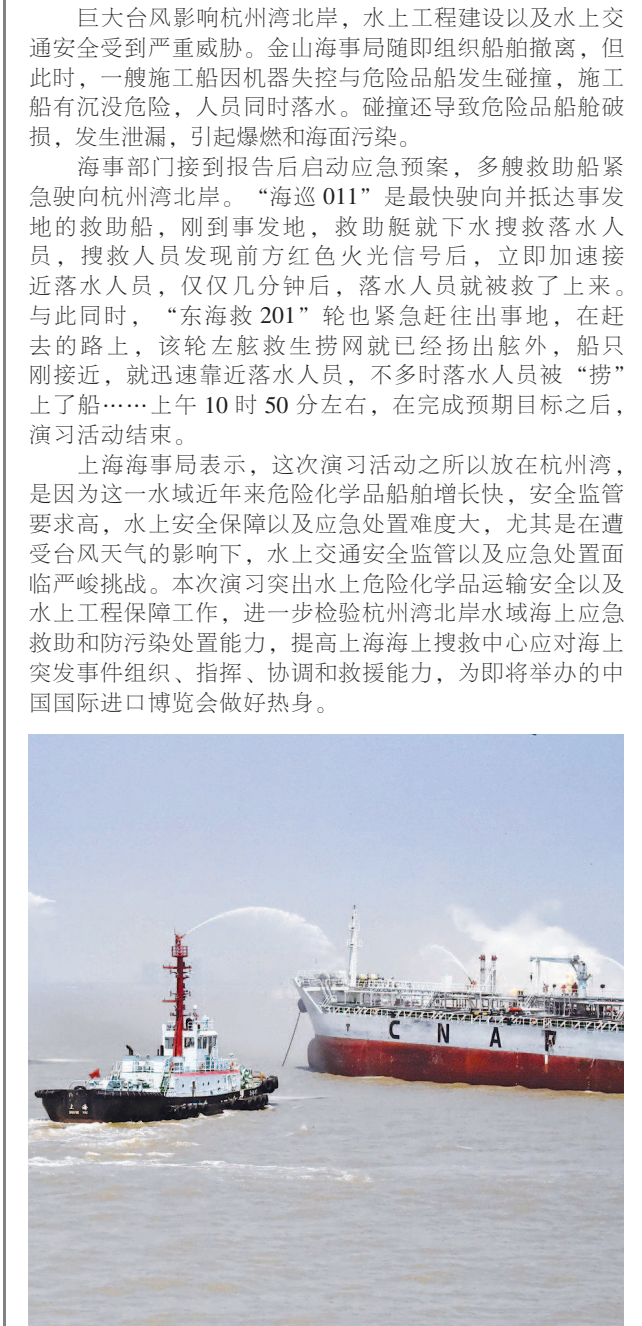 巨大台风影响杭州湾北岸，水上工程建设以及水上交
通安全受到严重威胁。金山海事局随即组织船舶撤离，但
此时，一艘施工船因机器失控与危险品船发生碰撞，施工
船有沉没危险，人员同时落水。碰撞还导致危险品船舱破
损，发生泄漏，引起爆燃和海面污染。
海事部门接到报告后启动应急预案，多艘救助船紧
急驶向杭州湾北岸。“海巡 011”是最快驶向并抵达事发
地的救助船，刚到事发地，救助艇就下水搜救落水人
员，搜救人员发现前方红色火光信号后，立即加速接
近落水人员，仅仅几分钟后，落水人员就被救了上来。
与此同时，“东海救 201”轮也紧急赶往出事地，在赶
去的路上，该轮左舷救生捞网就已经扬出舷外，船只
刚接近，就迅速靠近落水人员，不多时落水人员被“捞”
上了船……上午 10 时 50 分左右，在完成预期目标之后，
演习活动结束。
上海海事局表示，这次演习活动之所以放在杭州湾，
是因为这一水域近年来危险化学品船舶增长快，安全监管
要求高，水上安全保障以及应急处置难度大，尤其是在遭
受台风天气的影响下，水上交通安全监管以及应急处置面
临严峻挑战。本次演习突出水上危险化学品运输安全以及
水上工程保障工作，进一步检验杭州湾北岸水域海上应急
救助和防污染处置能力，提高上海海上搜救中心应对海上
突发事件组织、指挥、协调和救援能力，为即将举办的中
国国际进口博览会做好热身。
C N A F
上 海